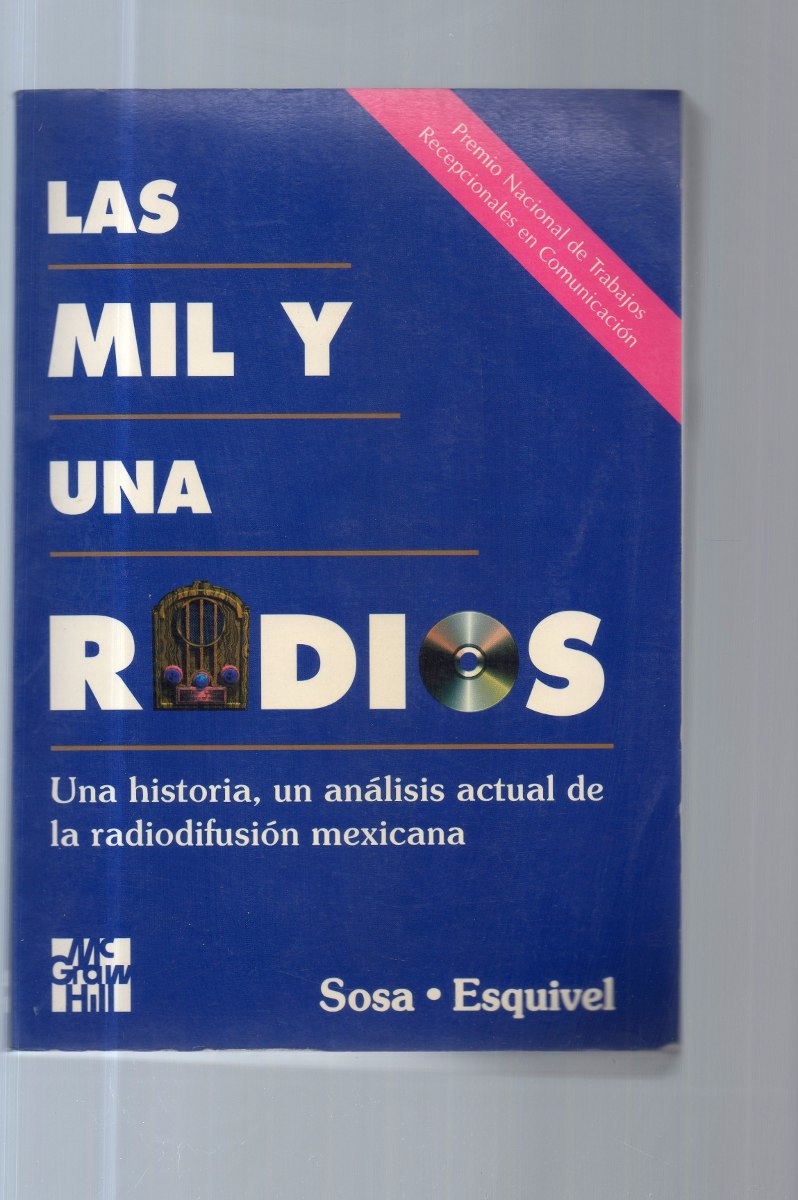 Premio Nacional de Trabajos
Recepcionales en Comunicación
LAS
MIL Y
UNA
RADIOS
Una historia, un análisis actual de
la radiodifusión mexicana
Mc
Graw
Hill
Sosa • Esquivel